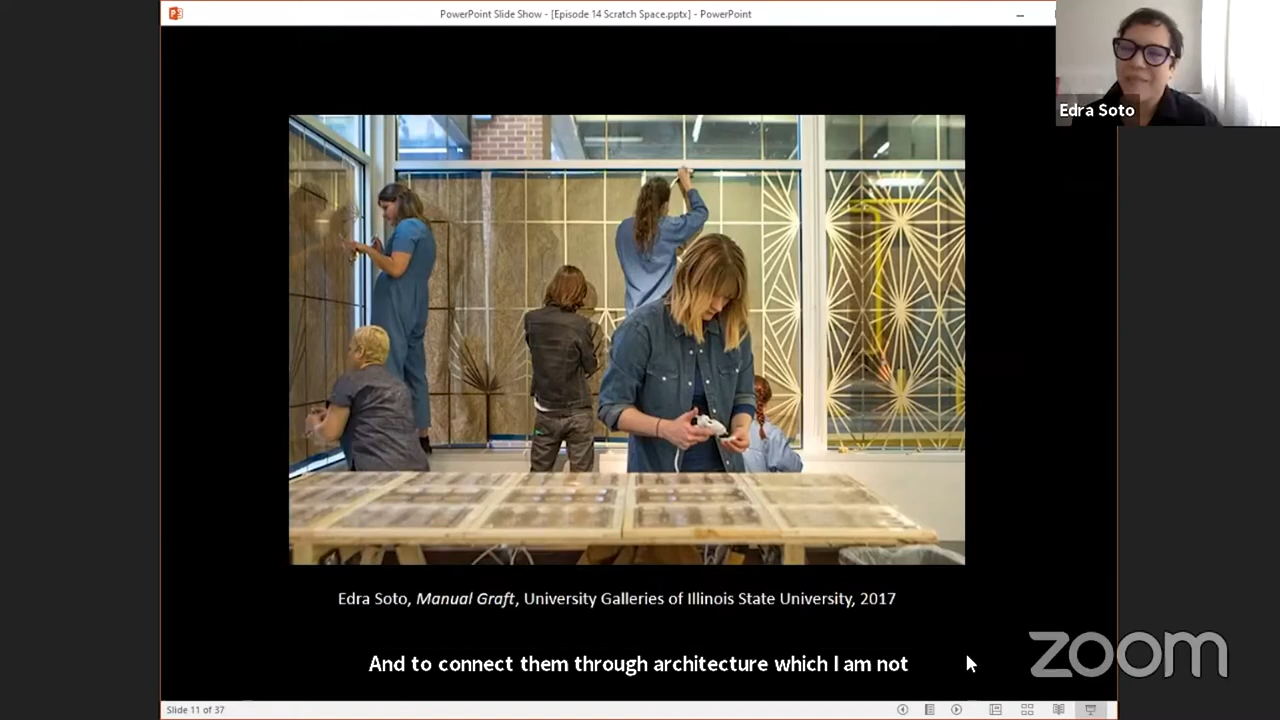 PowerPoint Slide Show - [Episode 14 Scratch Space.pptx] - PowerPoint
Edra Soto
Edra Soto, Manual Graft, University Galleries of Illinois State University, 2017
And to connect them through architecture which I am not
zoom
Slide 11 of 37